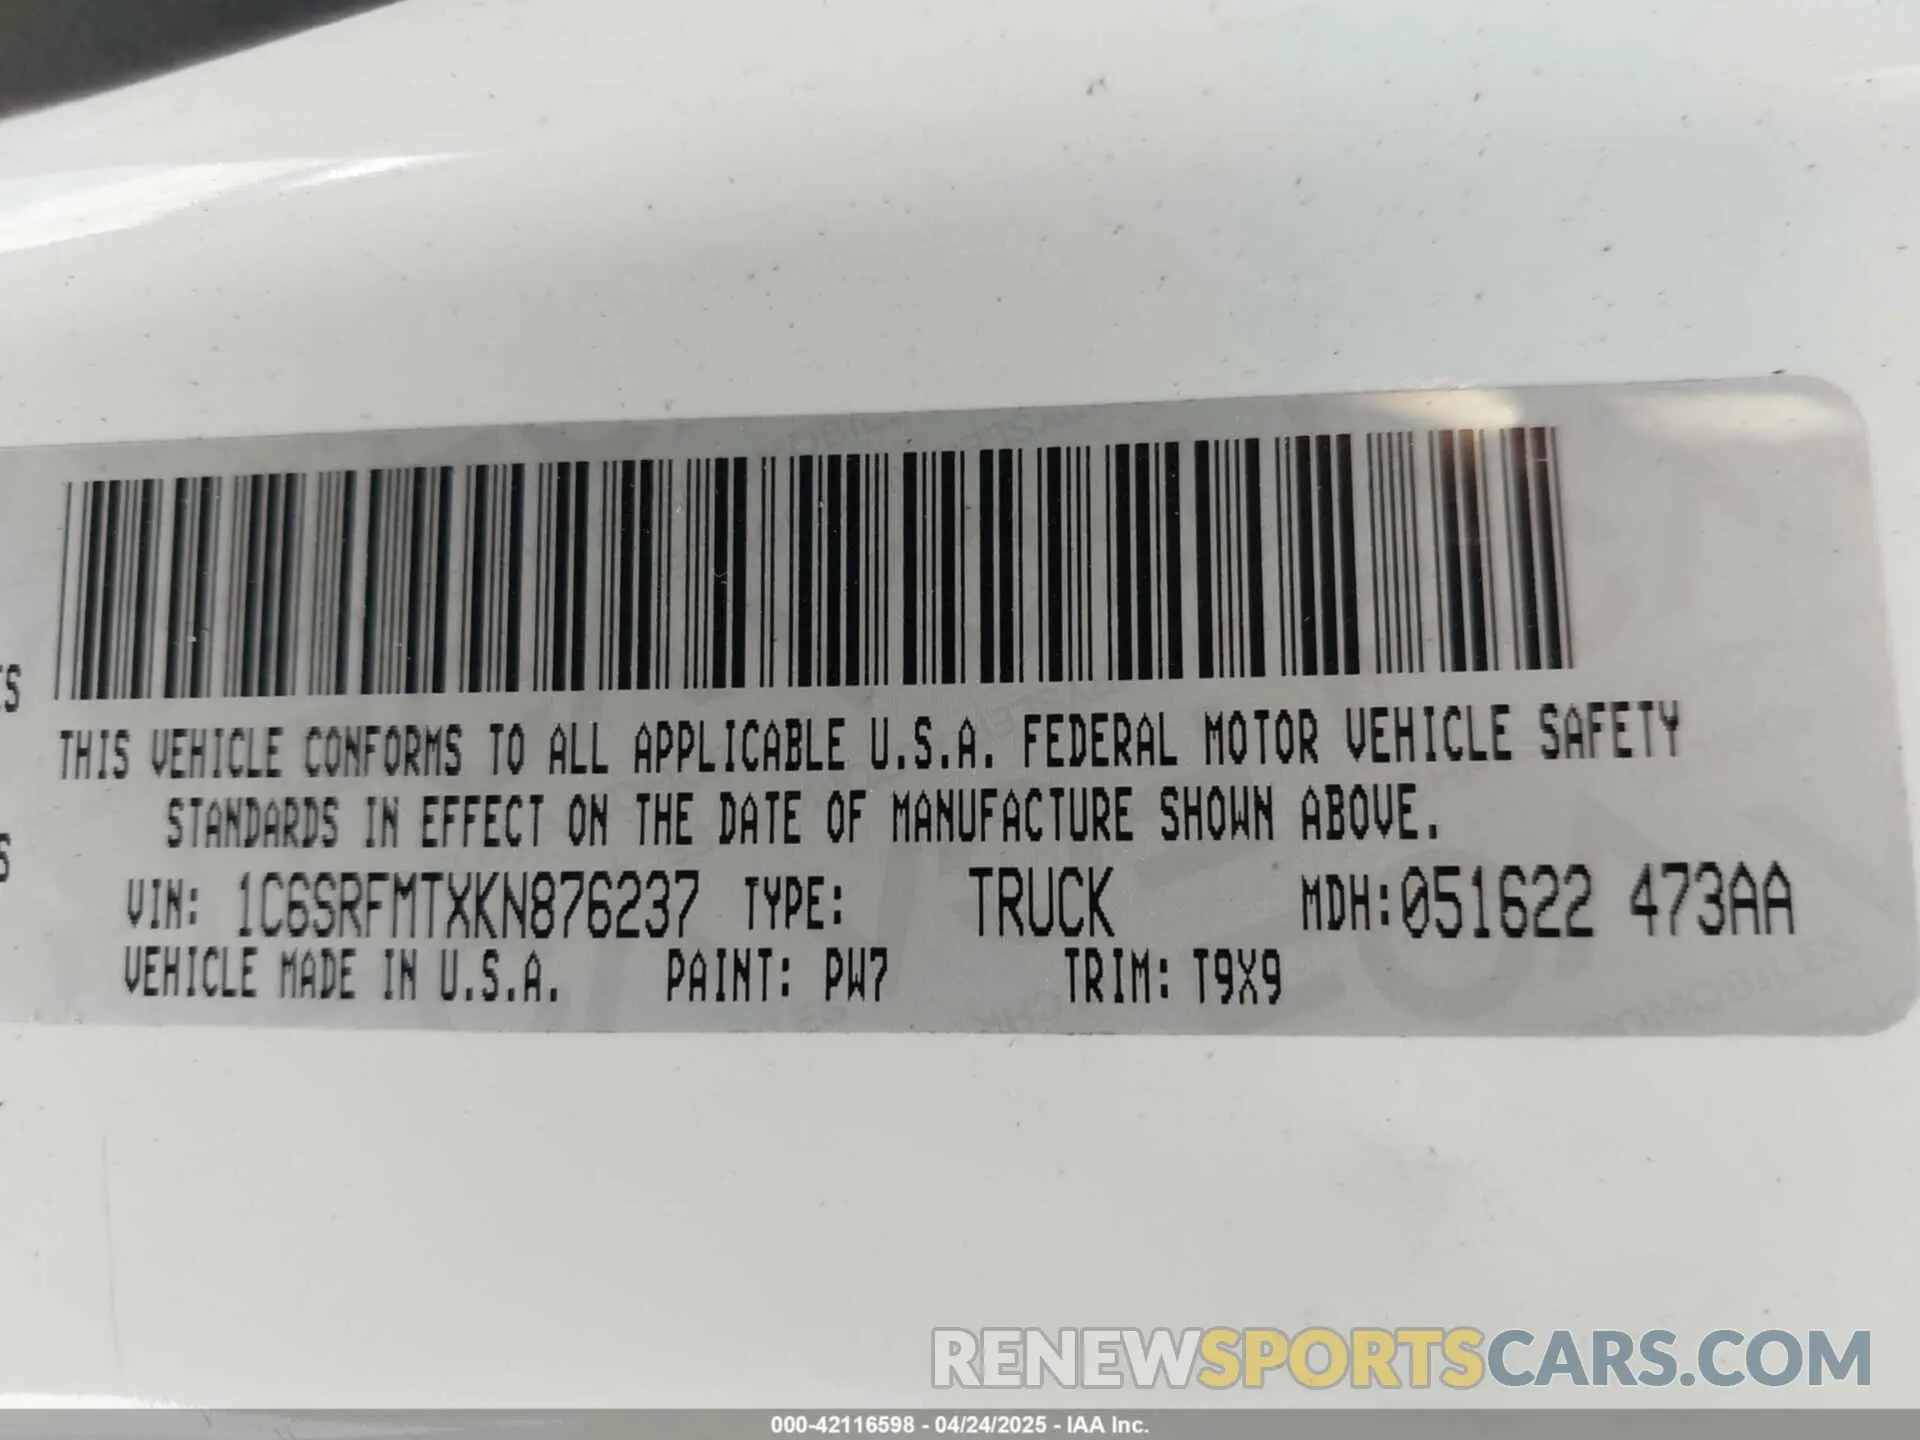 THIS VEHICLE CONFORMS TO ALL APPLICABLE U.S.A. FEDERAL MOTOR VEHICLE SAFETY
STANDARDS IN EFFECT ON THE DATE OF MANUFACTURE SHOWN ABOVE.
VIN: 1C6SRFMTXKN876237 TYPE: TRUCK MDH:051622 473AA
VEHICLE MADE IN U.S.A. PAINT: PW7 TRIM: T9X9
RENEWSPORTSCARS.COM
000-42116598 - 04/24/2025 - IAA Inc.